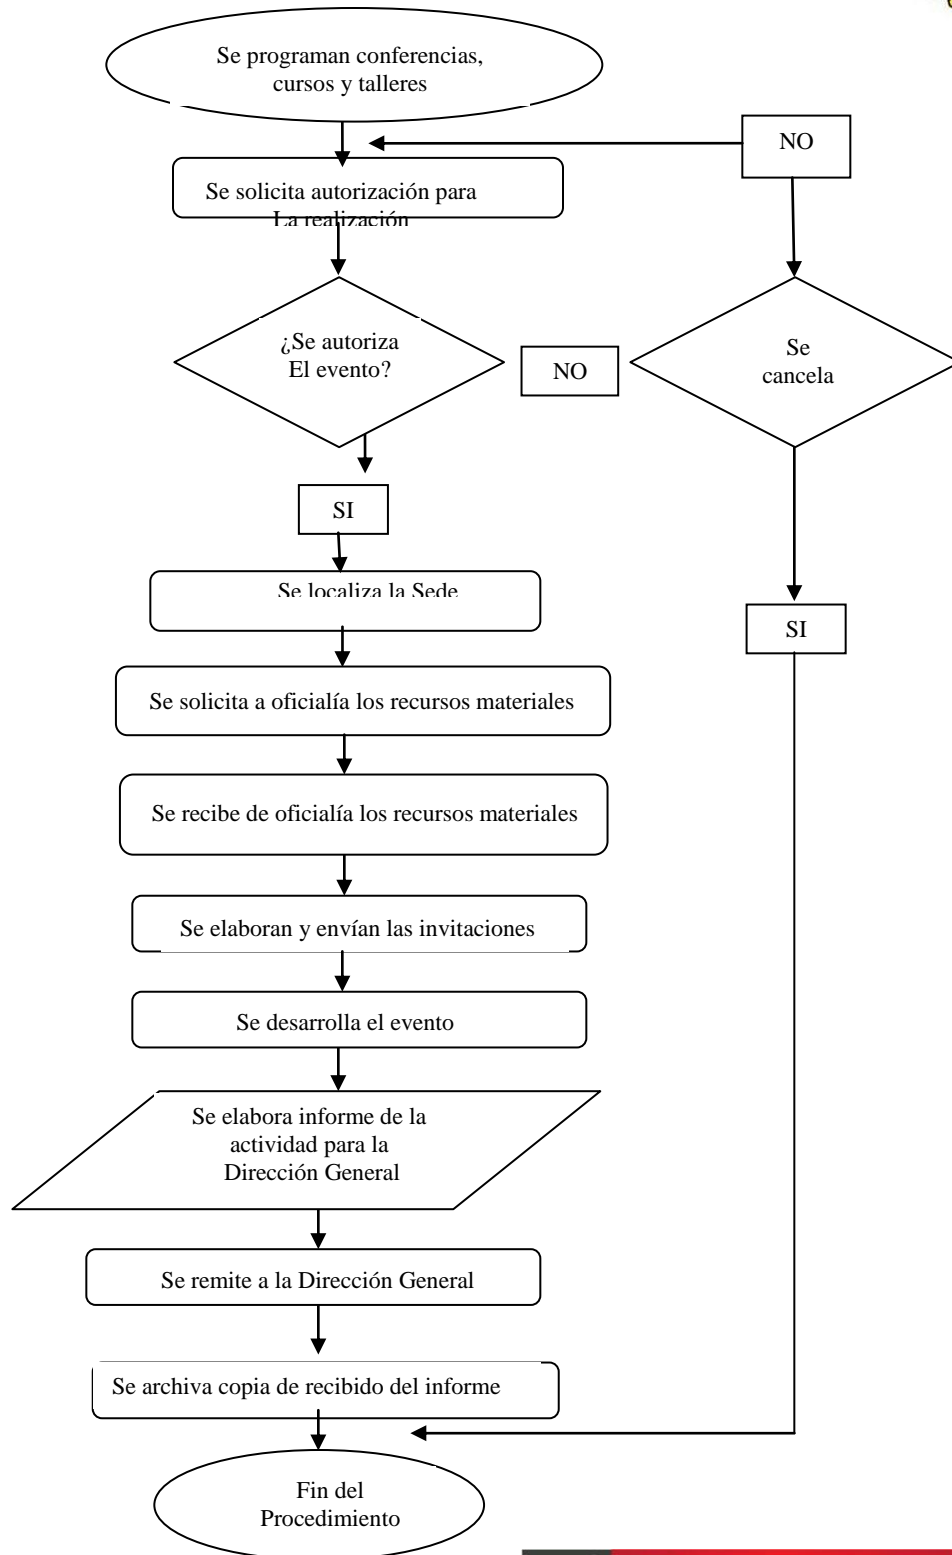 Se programan conferencias,
cursos y talleres
NO
Se solicita autorización para
La realización
¿Se autoriza
El evento?
NO
Se
cancela
SI
Se localiza la Sede
SI
Se solicita a oficialía los recursos materiales
Se recibe de oficialía los recursos materiales
Se elaboran y envían las invitaciones
Se desarrolla el evento
Se elabora informe de la
actividad para la
Dirección General
Se remite a la Dirección General
Se archiva copia de recibido del informe
Fin del
Procedimiento